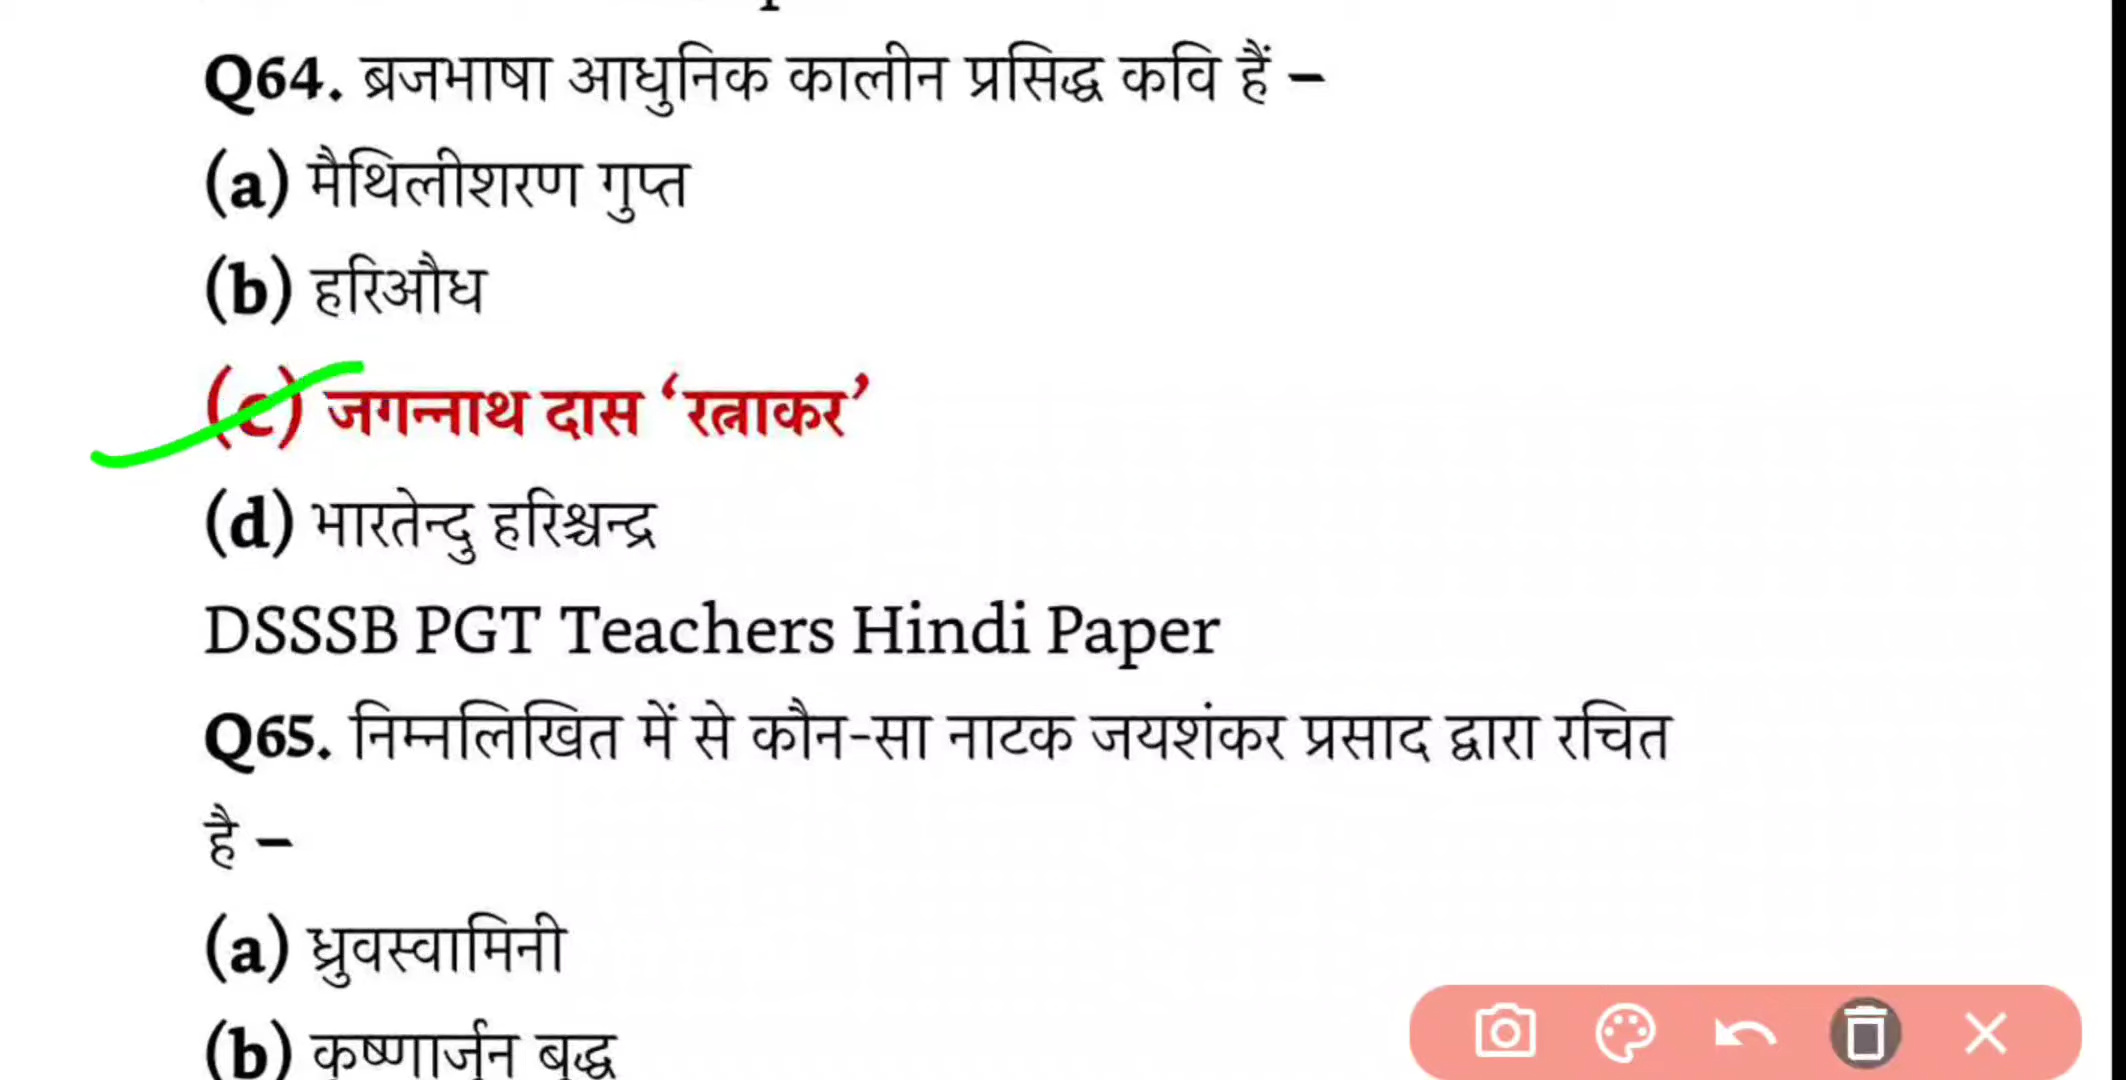 Q64. ब्रजभाषा आधुनिक कालीन प्रसिद्ध कवि हैं –
(a) मैथिलीशरण गुप्त
(b) हरिऔध
(c) जगन्नाथ दास ‘रत्नाकर’
(d) भारतेन्दु हरिश्चन्द्र
DSSSB PGT Teachers Hindi Paper
Q65. निम्नलिखित में से कौन-सा नाटक जयशंकर प्रसाद द्वारा रचित
है –
(a) ध्रुवस्वामिनी
(b) कृष्णार्जुन बुद्ध